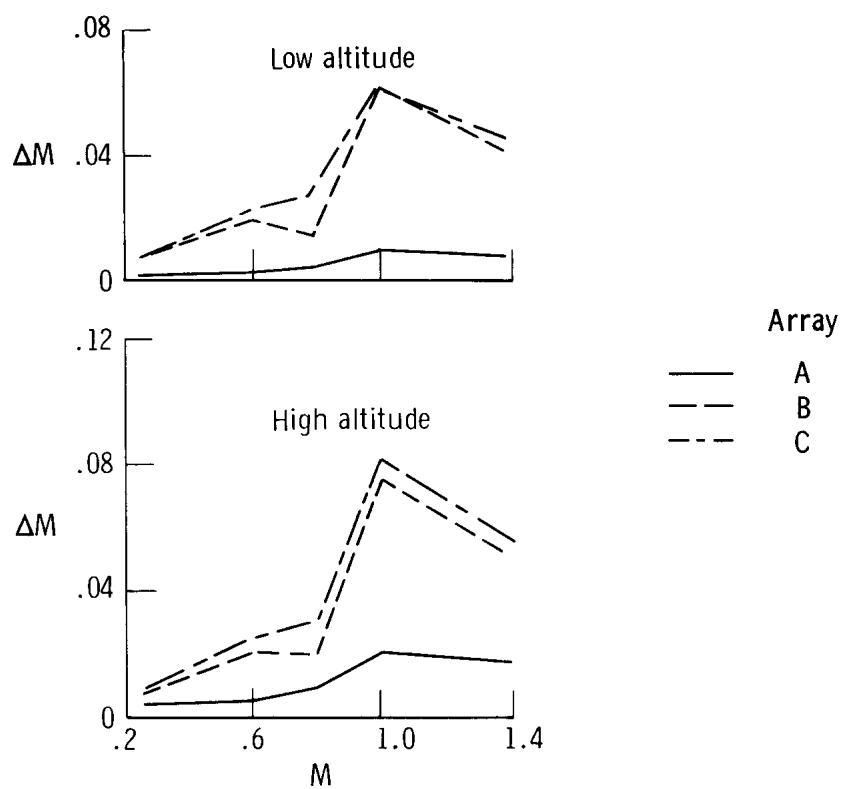 .08
Low altitude
ΔM
.04
0
.12
High altitude
.08
ΔM
.04
0
.2
.6
1.0
1.4
M
Array
A
B
C